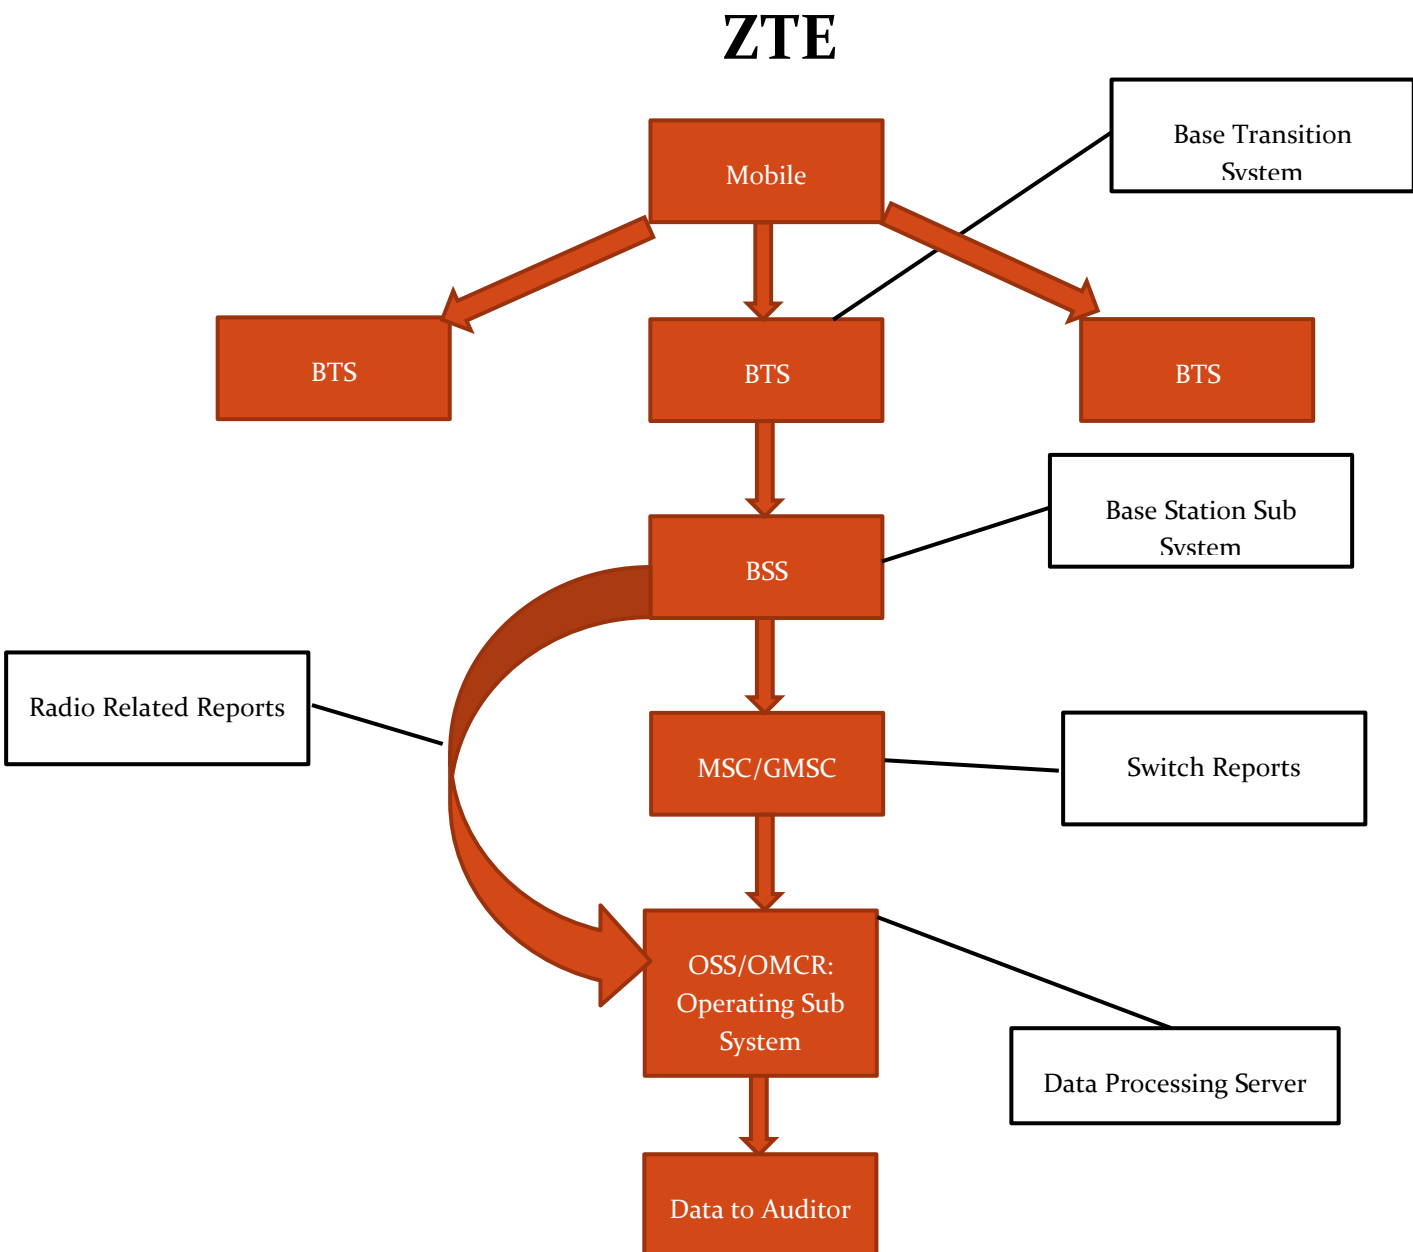 ZTE
Base Transition
System
Mobile
BTS
BTS
BTS
Base Station Sub
System
BSS
Radio Related Reports
MSC/GMSC
Switch Reports
OSS/OMCR:
Operating Sub
System
Data Processing Server
Data to Auditor